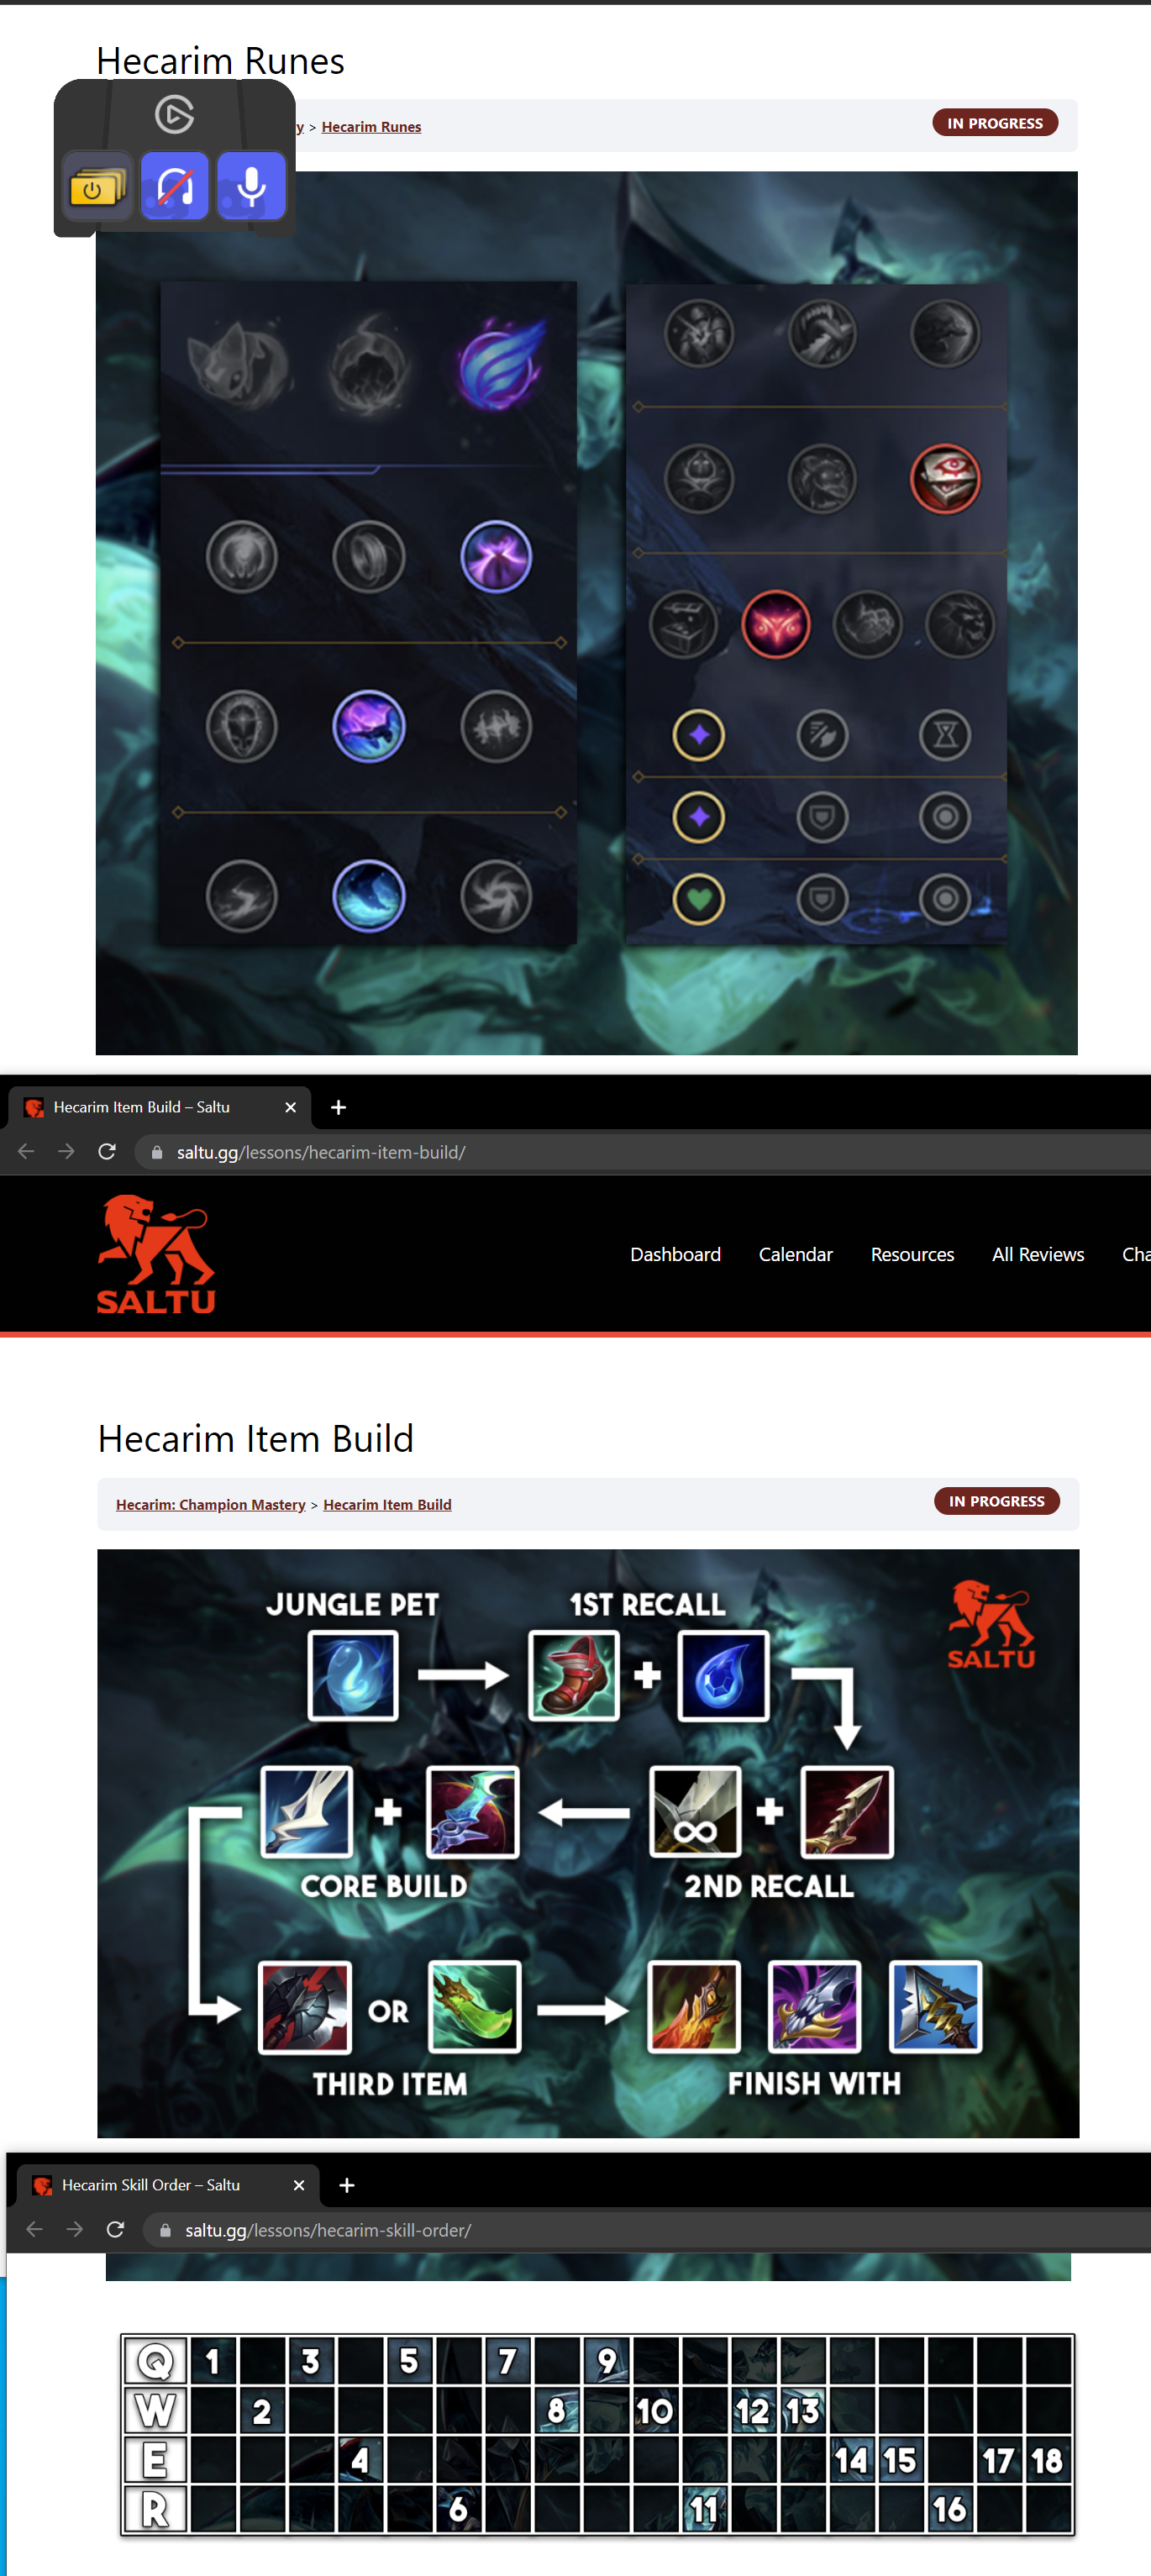 Hecarim Runes
y > Hecarim Runes
IN PROGRESS
Hecarim Item Build – Saltu
saltu.gg/lessons/hecarim-item-build/
SALTU
Dashboard Calendar Resources All Reviews Cha
Hecarim Item Build
Hecarim: Champion Mastery > Hecarim Item Build
IN PROGRESS
JUNGLE PET 1ST RECALL
SALTU
CORE BUILD 2ND RECALL
OR
THIRD ITEM FINISH WITH
Hecarim Skill Order – Saltu
saltu.gg/lessons/hecarim-skill-order/
Q 1 3 5 7 9
W 2 8 10 12 13
E 4 14 15 17 18
R 6 11 16